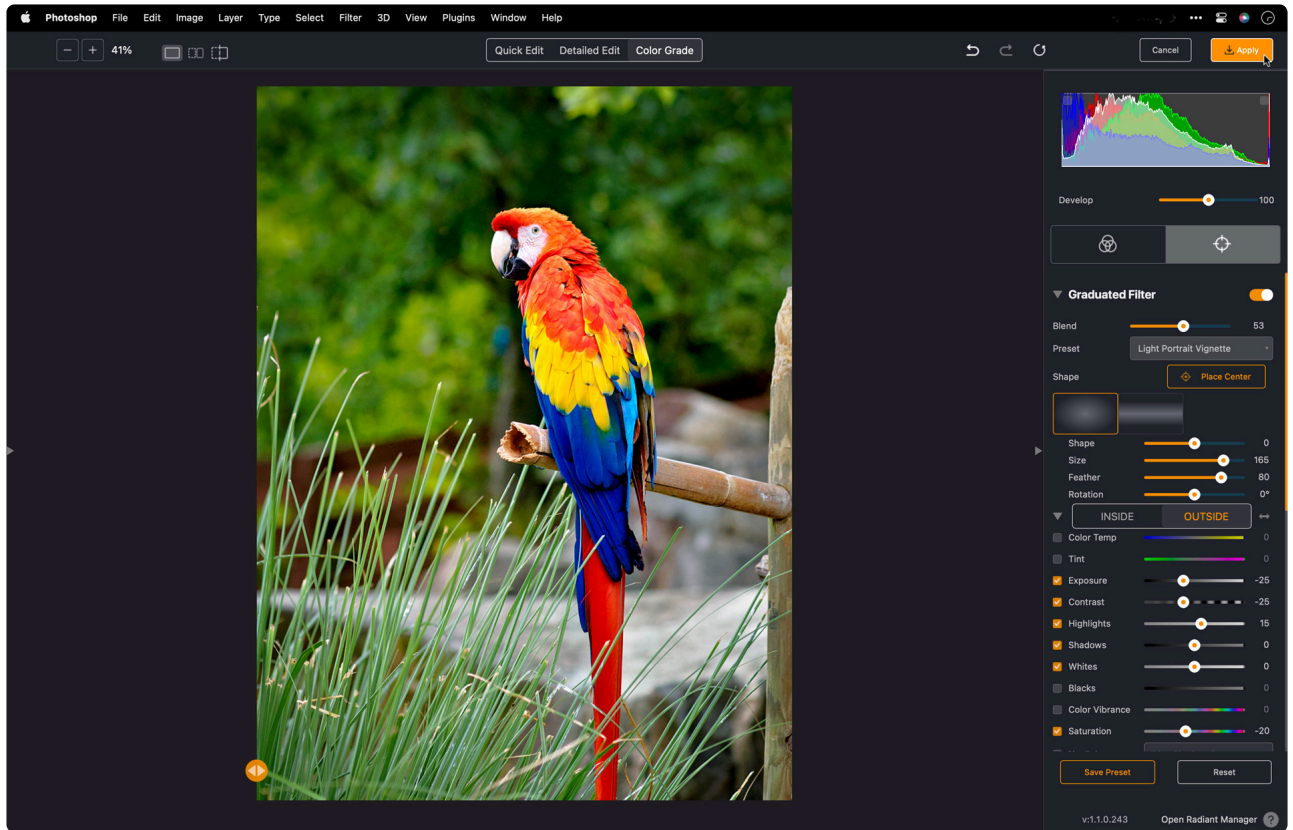 Photoshop File Edit Image Layer Type Select Filter 3D View Plugins Window Help
41% Quick Edit Detailed Edit Color Grade Cancel Apply
Develop 100
Graduated Filter
Blend 53
Preset Light Portrait Vignette
Shape Place Center
Shape 0
Size 165
Feather 80
Rotation 0°
INSIDE OUTSIDE
Color Temp 0
Tint 0
Exposure -25
Contrast -25
Highlights 15
Shadows 0
Whites 0
Blacks 0
Color Vibrance 0
Saturation -20
Save Preset Reset
v:1.1.0.243 Open Radiant Manager ?